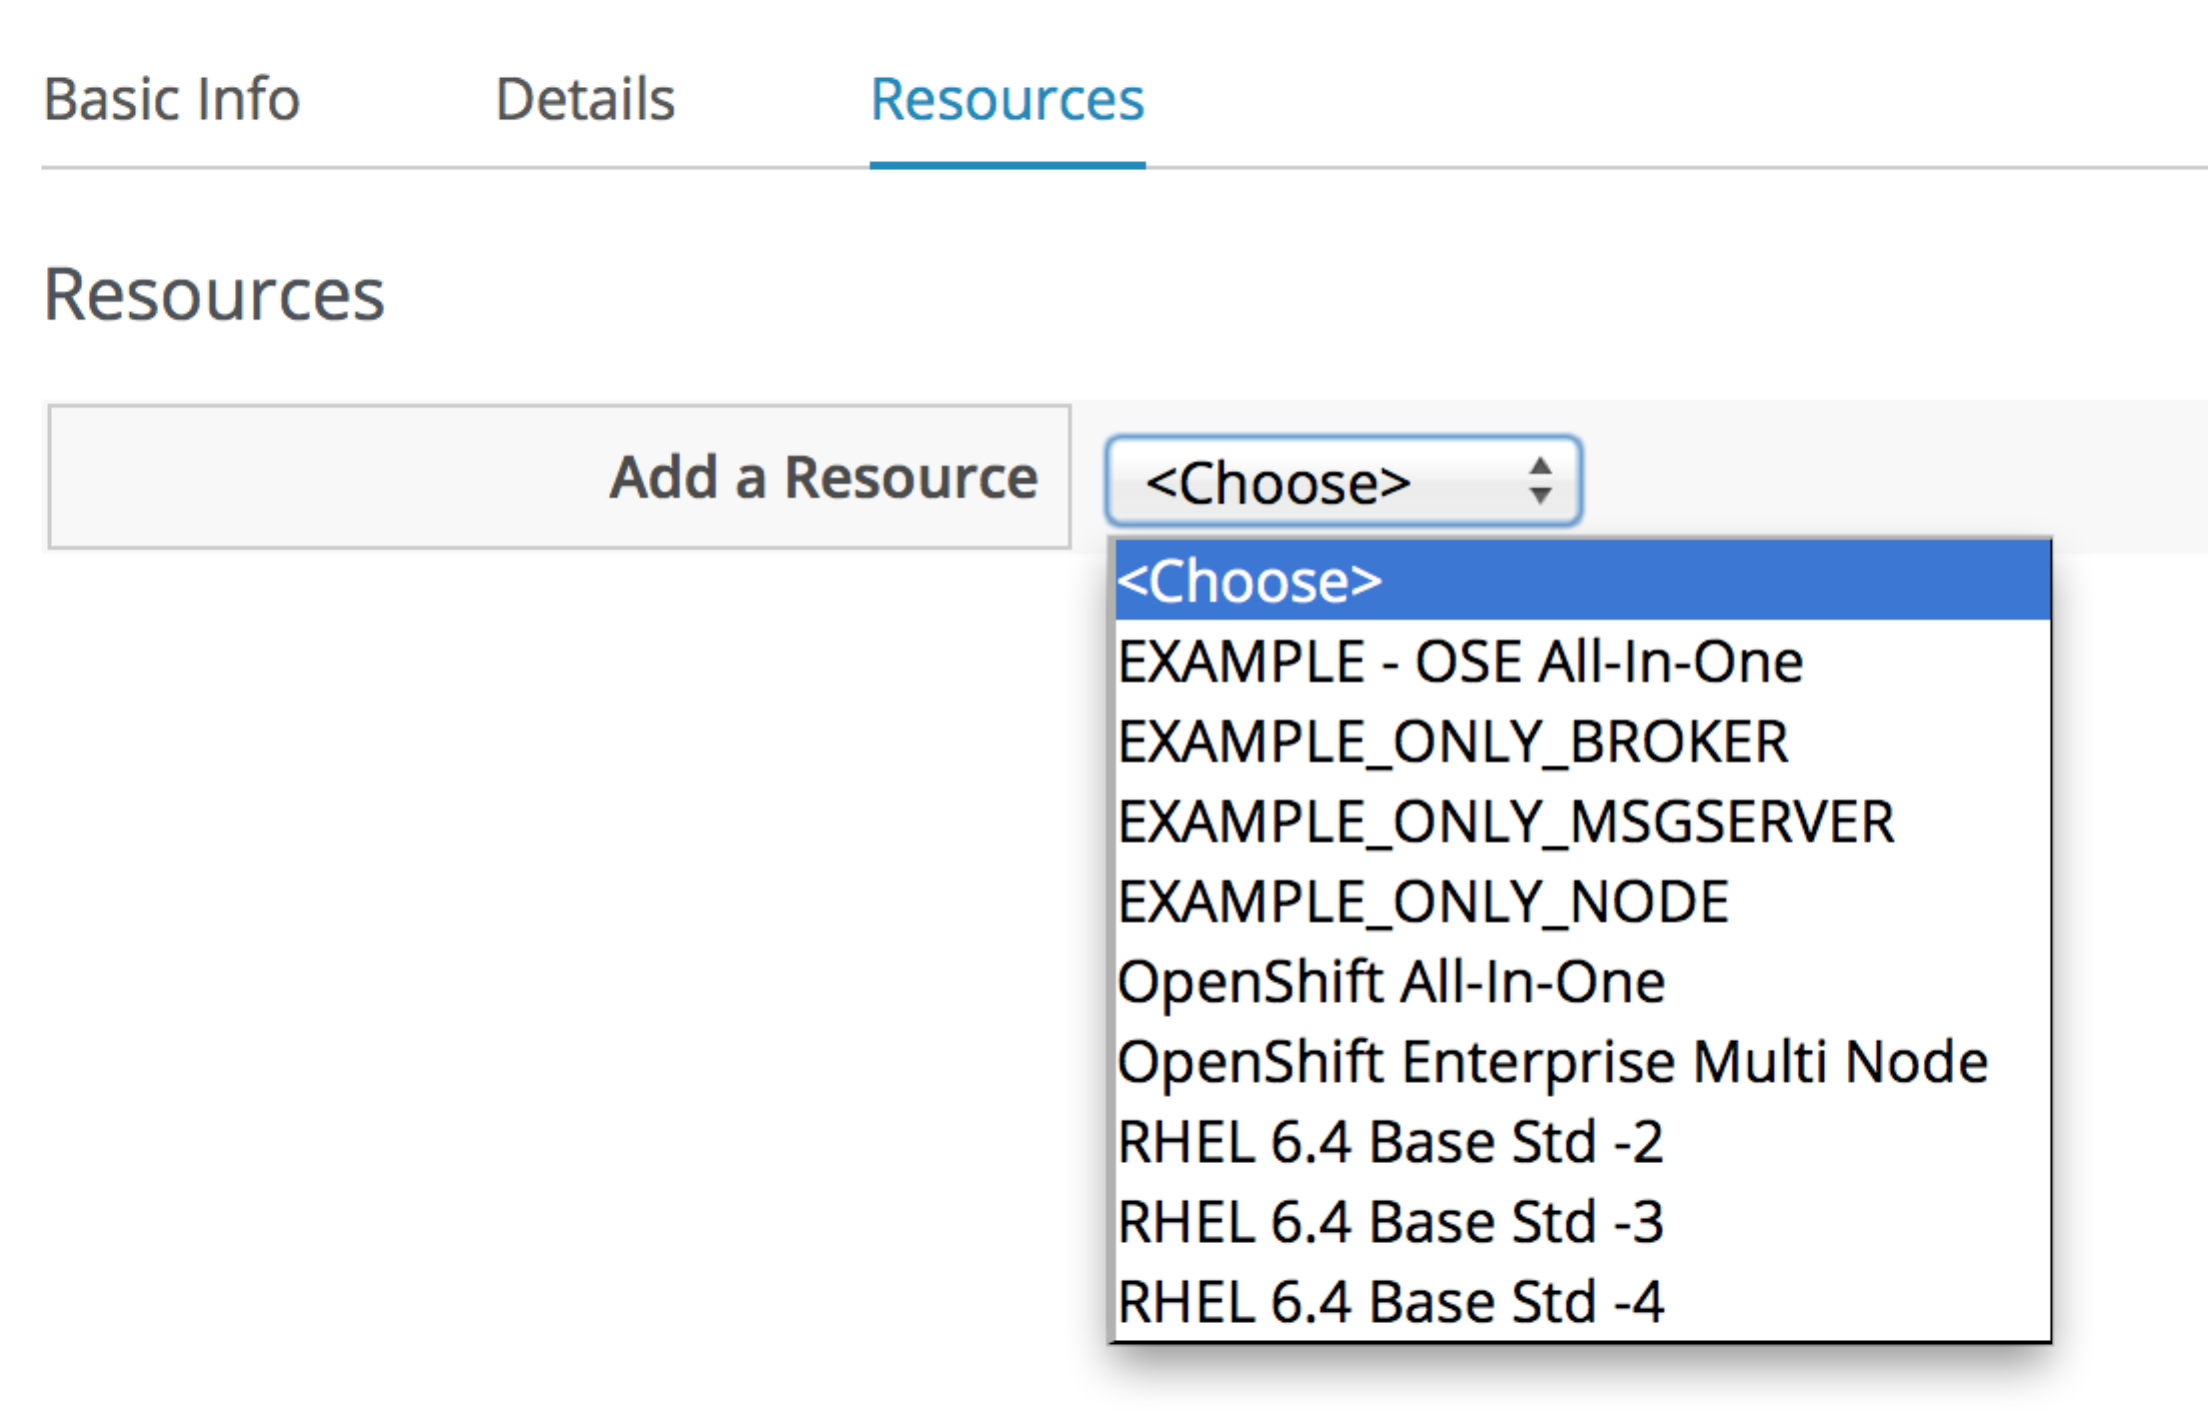 Basic Info Details Resources
Resources
Add a Resource <Choose>
<Choose>
EXAMPLE - OSE All-In-One
EXAMPLE_ONLY_BROKER
EXAMPLE_ONLY_MSGSERVER
EXAMPLE_ONLY_NODE
OpenShift All-In-One
OpenShift Enterprise Multi Node
RHEL 6.4 Base Std -2
RHEL 6.4 Base Std -3
RHEL 6.4 Base Std -4